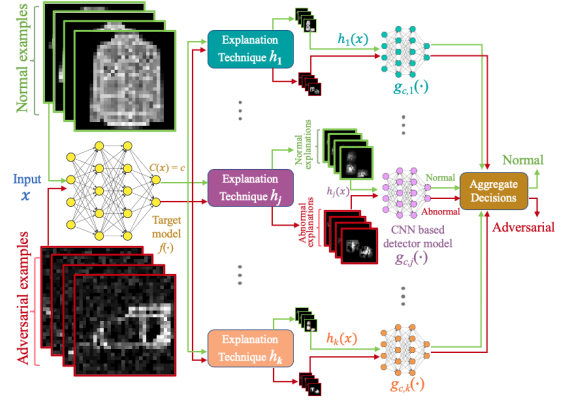 Normal examples
Input
x
Adversarial examples
C(x) = c
Target
model
f(·)
Explanation
Technique h1
h1(x)
gc,1(·)
Normal
explanations
Explanation
Technique hj
Abnormal
explanations
hj(x)
Normal
Abnormal
CNN based
detector model
gc,j(·)
Aggregate
Decisions
Normal
Adversarial
Explanation
Technique hk
hk(x)
gc,k(·)